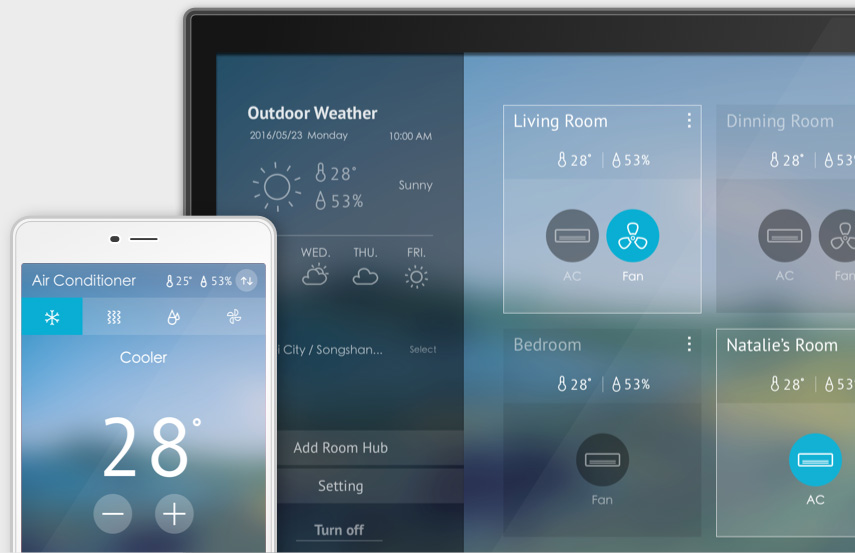 Outdoor Weather
2016/05/23 Monday 10:00 AM
28°
53%
Sunny
WED. THU. FRI.
i City / Songshan... Select
Add Room Hub
Setting
Turn off
Living Room
28° | 53%
AC Fan
Dinning Room
28° | 53
AC Fan
Bedroom
28° | 53%
Fan
Natalie's Room
28° | 53
AC
Air Conditioner 25° 53%
Cooler
28°